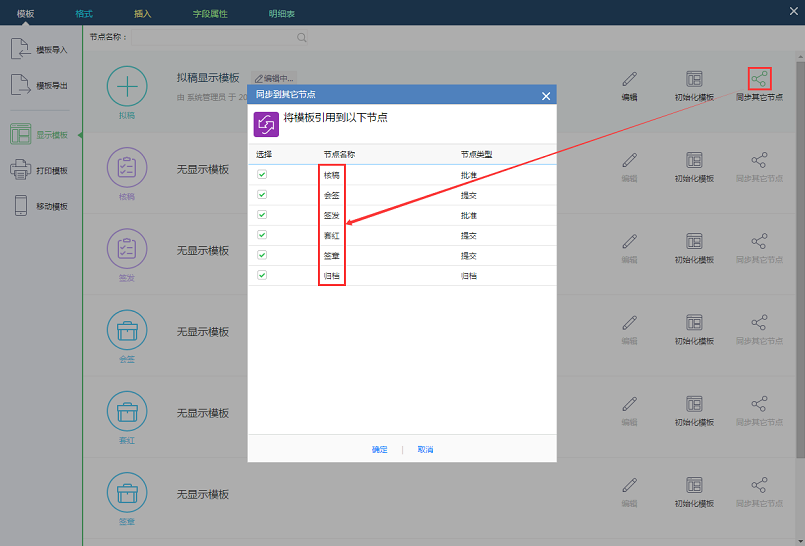 模板 格式 插入 字段属性 明细表
节点名称：
模板导入
模板导出
显示模板
打印模板
移动模板
拟稿显示模板 编辑中...
由 系统管理员 于 20
拟稿
编辑 初始化模板 同步其它节点
无显示模板
核稿
编辑 初始化模板 同步其它节点
无显示模板
签发
编辑 初始化模板 同步其它节点
无显示模板
会签
编辑 初始化模板 同步其它节点
无显示模板
套红
编辑 初始化模板 同步其它节点
无显示模板
签章
编辑 初始化模板 同步其它节点
同步到其它节点
将模板引用到以下节点
选择 节点名称 节点类型
核稿 批准
会签 提交
签发 批准
套红 提交
签章 提交
归档 归档
确定 | 取消